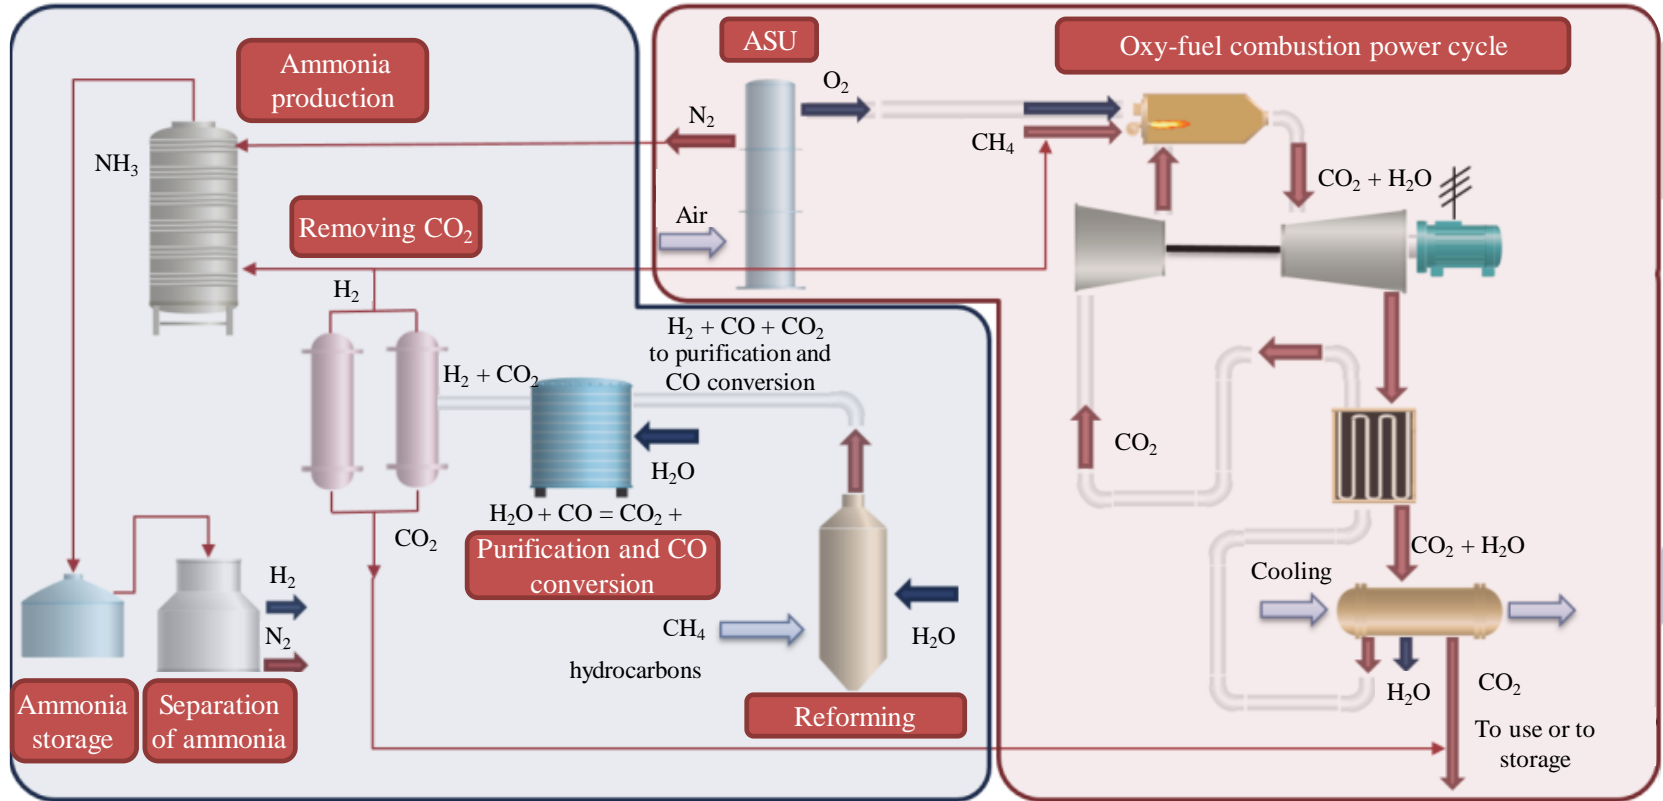 ASU
Oxy-fuel combustion power cycle
Ammonia
production
O₂
N₂
CH₄
NH₃
CO₂ + H₂O
Removing CO₂
Air
H₂
H₂ + CO + CO₂
to purification and
CO conversion
H₂ + CO₂
CO₂
H₂O
H₂O + CO = CO₂ +
CO₂
Purification and CO
conversion
CO₂ + H₂O
Cooling
H₂
N₂
CH₄
H₂O
hydrocarbons
H₂O
CO₂
Ammonia
storage
Separation
of ammonia
Reforming
To use or to
storage